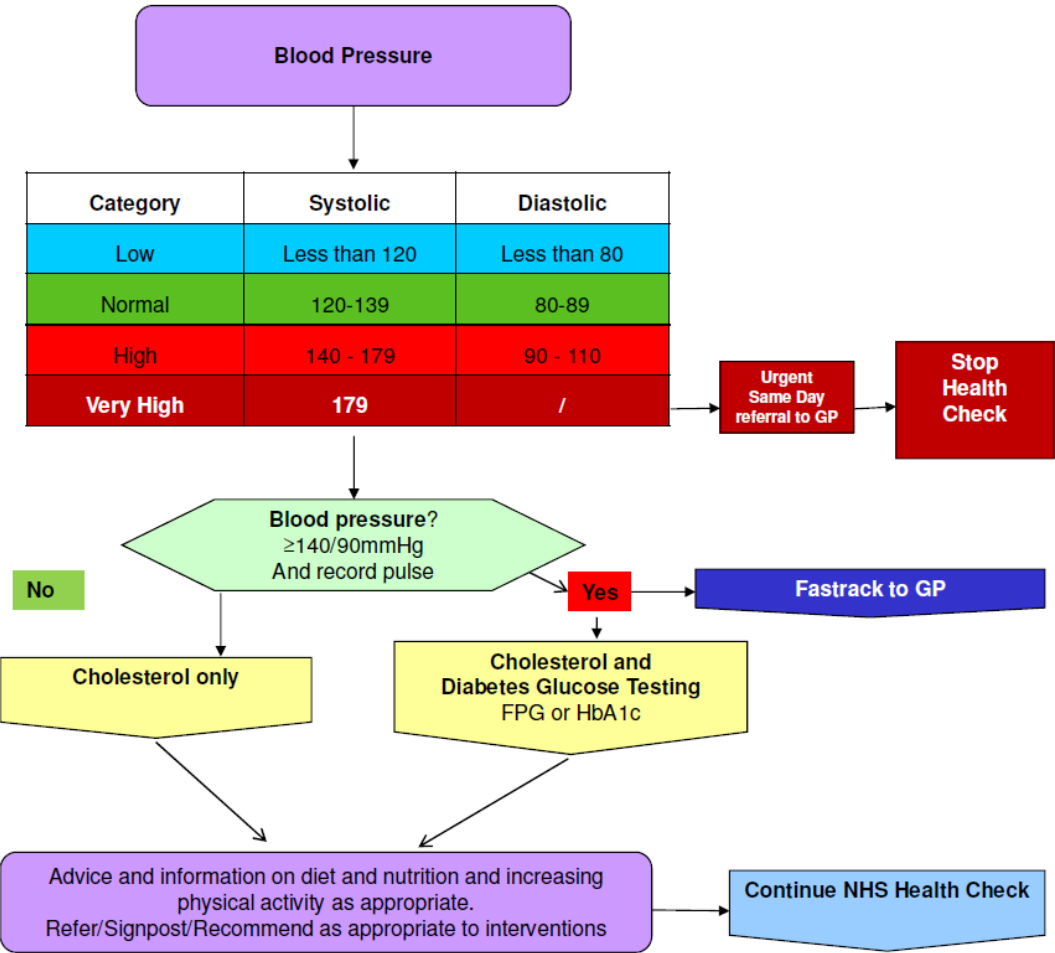 Blood Pressure
Category Systolic Diastolic
Low Less than 120 Less than 80
Normal 120-139 80-89
High 140 - 179 90 - 110
Very High 179 /
Urgent
Same Day
referral to GP
Stop
Health
Check
Blood pressure?
≥140/90mmHg
And record pulse
No
Yes
Fastrack to GP
Cholesterol only
Cholesterol and
Diabetes Glucose Testing
FPG or HbA1c
Advice and information on diet and nutrition and increasing
physical activity as appropriate.
Refer/Signpost/Recommend as appropriate to interventions
Continue NHS Health Check